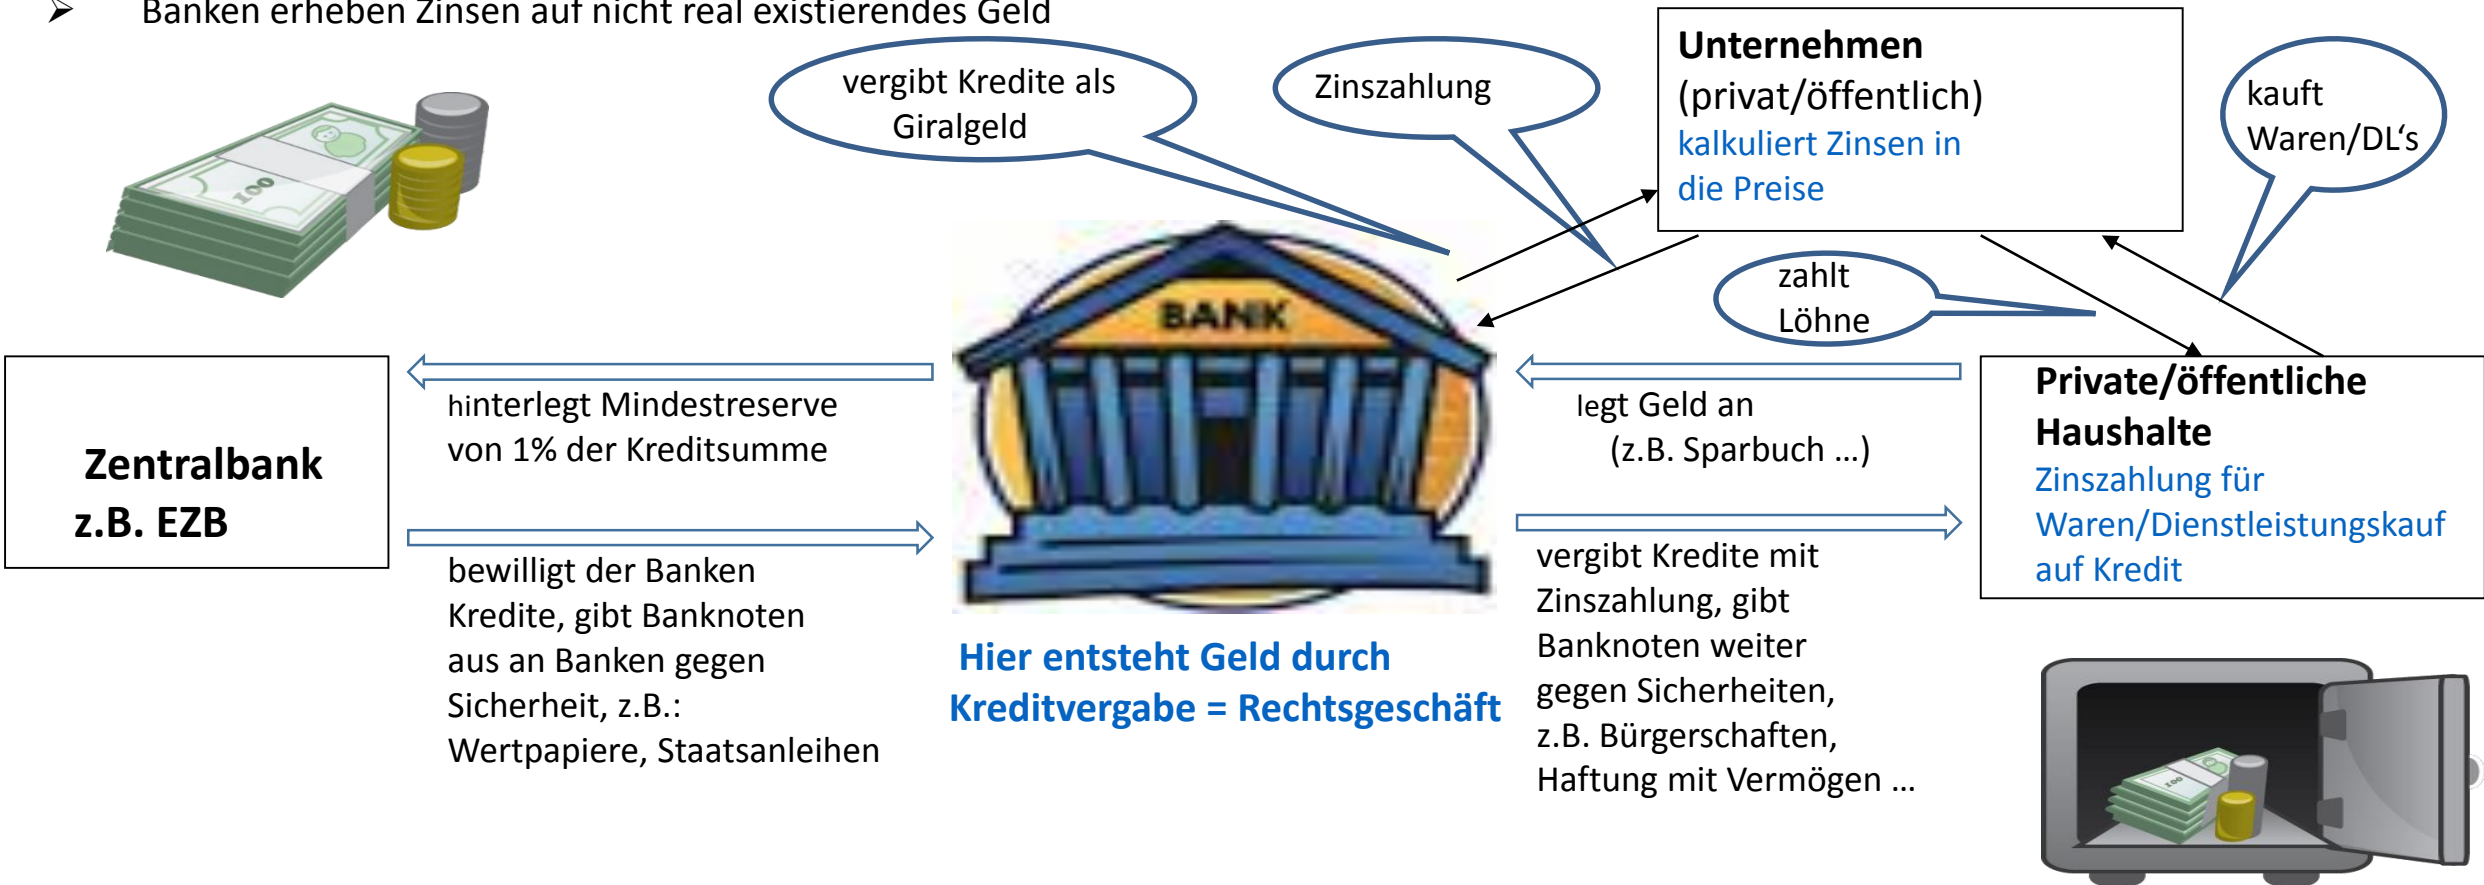 ➢ Banken erheben Zinsen auf nicht real existierendes Geld
vergibt Kredite als
Giralgeld
Zinszahlung
Unternehmen
(privat/öffentlich)
kalkuliert Zinsen in
die Preise
kauft
Waren/DL‘s
zahlt
Löhne
BANK
Zentralbank
z.B. EZB
hinterlegt Mindestreserve
von 1% der Kreditsumme
bewilligt der Banken
Kredite, gibt Banknoten
aus an Banken gegen
Sicherheit, z.B.:
Wertpapiere, Staatsanleihen
Hier entsteht Geld durch
Kreditvergabe = Rechtsgeschäft
legt Geld an
(z.B. Sparbuch …)
vergibt Kredite mit
Zinszahlung, gibt
Banknoten weiter
gegen Sicherheiten,
z.B. Bürgerschaften,
Haftung mit Vermögen …
Private/öffentliche
Haushalte
Zinszahlung für
Waren/Dienstleistungskauf
auf Kredit
100
100